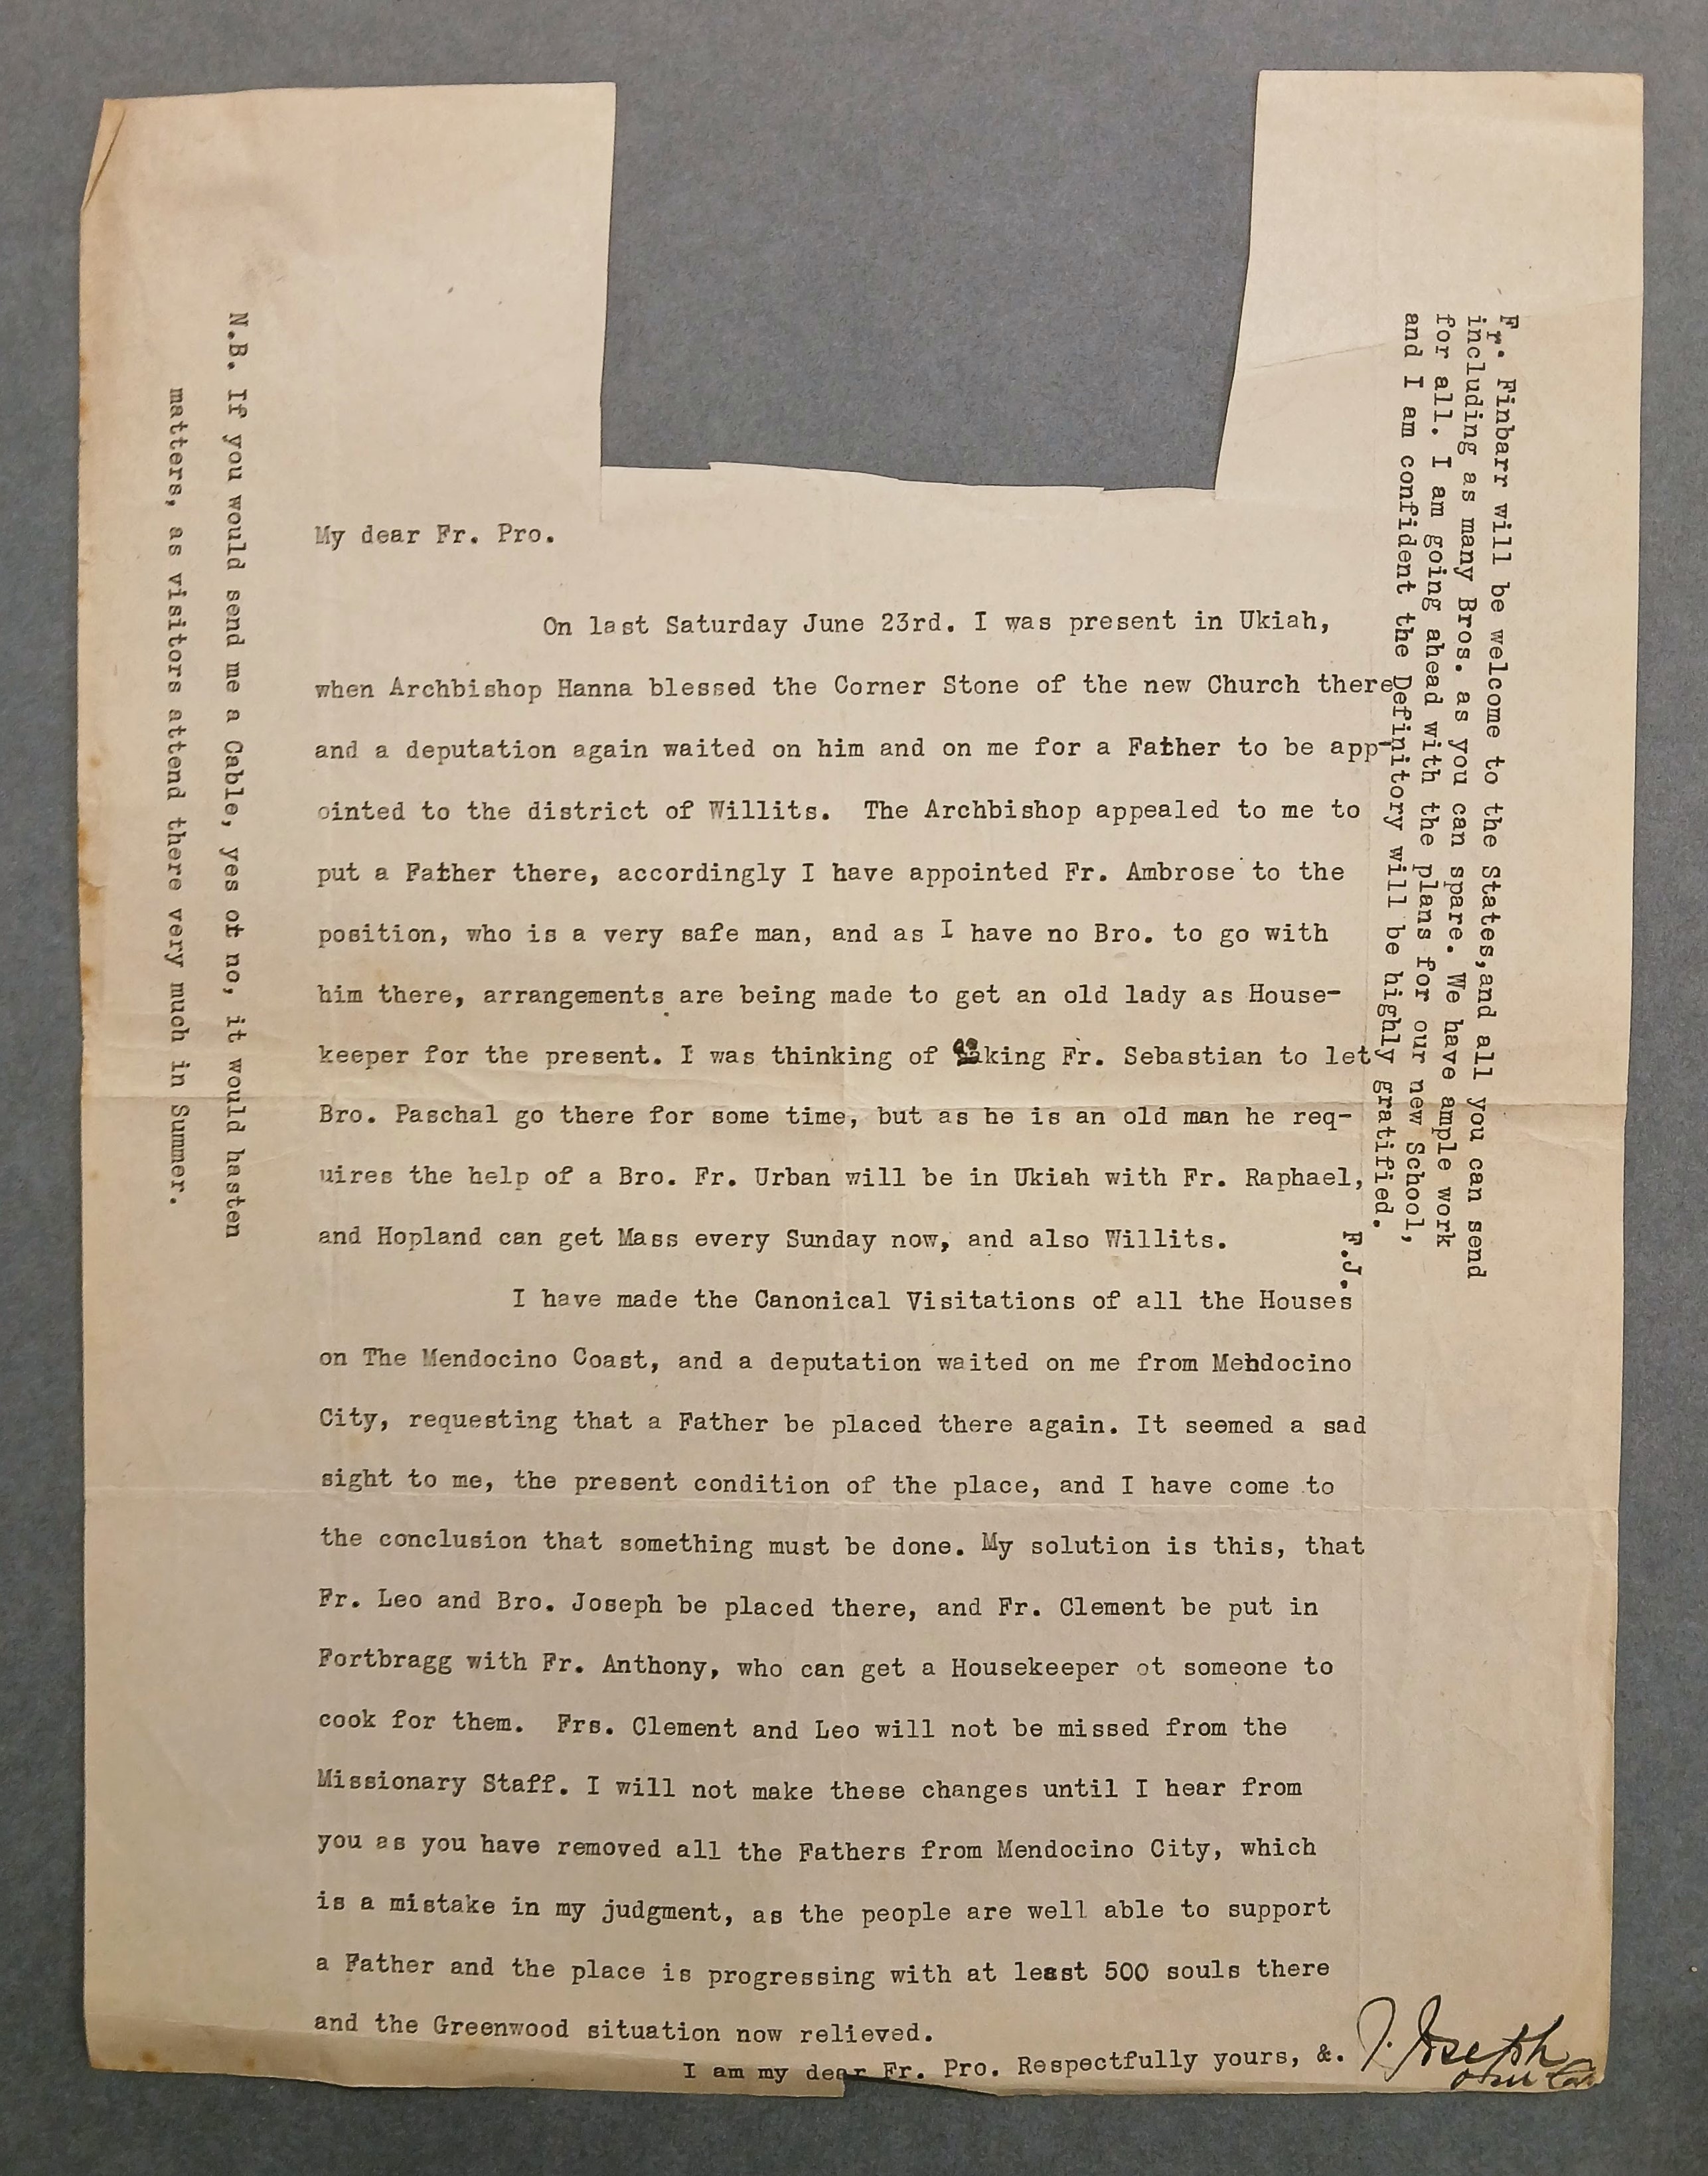 My dear Fr. Pro.
On last Saturday June 23rd. I was present in Ukiah,
when Archbishop Hanna blessed the Corner Stone of the new Church there
and a deputation again waited on him and on me for a Father to be app-
ointed to the district of Willits. The Archbishop appealed to me to
put a Father there, accordingly I have appointed Fr. Ambrose to the
position, who is a very safe man, and as I have no Bro. to go with
him there, arrangements are being made to get an old lady as House-
keeper for the present. I was thinking of asking Fr. Sebastian to let
Bro. Paschal go there for some time, but as he is an old man he req-
uires the help of a Bro. Fr. Urban will be in Ukiah with Fr. Raphael,
and Hopland can get Mass every Sunday now, and also Willits.
I have made the Canonical Visitations of all the Houses
on The Mendocino Coast, and a deputation waited on me from Mehdocino
City, requesting that a Father be placed there again. It seemed a sad
sight to me, the present condition of the place, and I have come to
the conclusion that something must be done. My solution is this, that
Fr. Leo and Bro. Joseph be placed there, and Fr. Clement be put in
Fortbragg with Fr. Anthony, who can get a Housekeeper ot someone to
cook for them. Frs. Clement and Leo will not be missed from the
Missionary Staff. I will not make these changes until I hear from
you as you have removed all the Fathers from Mendocino City, which
is a mistake in my judgment, as the people are well able to support
a Father and the place is progressing with at least 500 souls there
and the Greenwood situation now relieved.
I am my dear Fr. Pro. Respectfully yours, &. J. Joseph
Fr. Finbarr will be welcome to the States,and all you can send
including as many Bros. as you can spare. We have ample work
for all. I am going ahead with the plans for our new School,
and I am confident the Definitory will be highly gratified.
F.J.
N.B. If you would send me a Cable, yes ot no, it would hasten
matters, as visitors attend there very much in Summer.